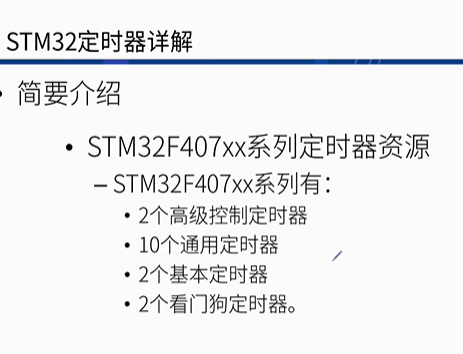 STM32定时器详解
• 简要介绍
• STM32F407xx系列定时器资源
– STM32F407xx系列有：
• 2个高级控制定时器
• 10个通用定时器
• 2个基本定时器
• 2个看门狗定时器。